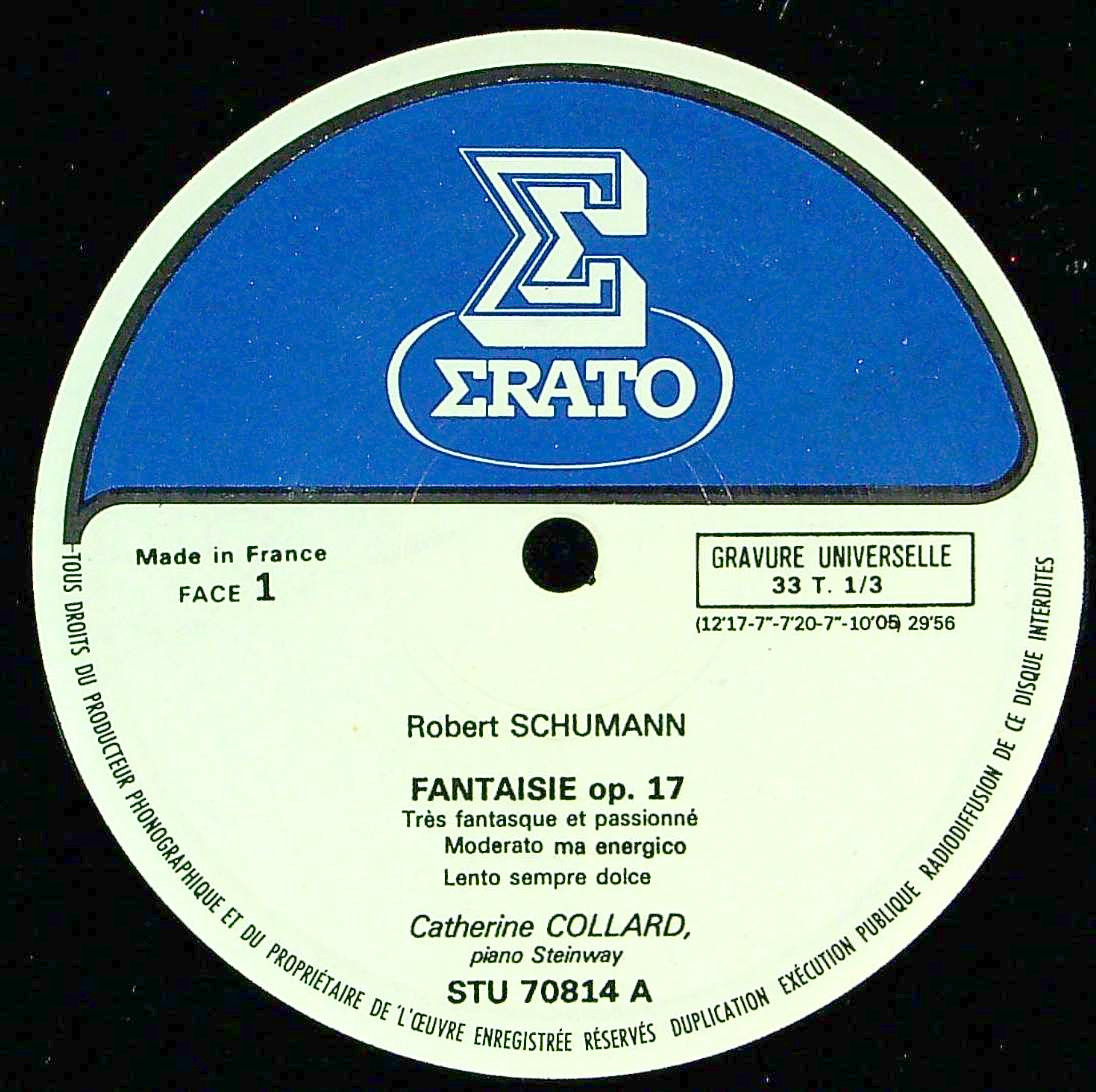 Σ
ΣRATO
Made in France
FACE 1
GRAVURE UNIVERSELLE
33 T. 1/3
(12'17-7"-7'20-7"-10'05) 29'56
Robert SCHUMANN
FANTAISIE op. 17
Très fantasque et passionné
Moderato ma energico
Lento sempre dolce
Catherine COLLARD,
piano Steinway
STU 70814 A
-TOUS DROITS DU PRODUCTEUR PHONOGRAPHIQUE ET DU PROPRIÉTAIRE DE L'ŒUVRE ENREGISTRÉE RÉSERVÉS DUPLICATION EXÉCUTION PUBLIQUE RADIODIFFUSION DE CE DISQUE INTERDITES